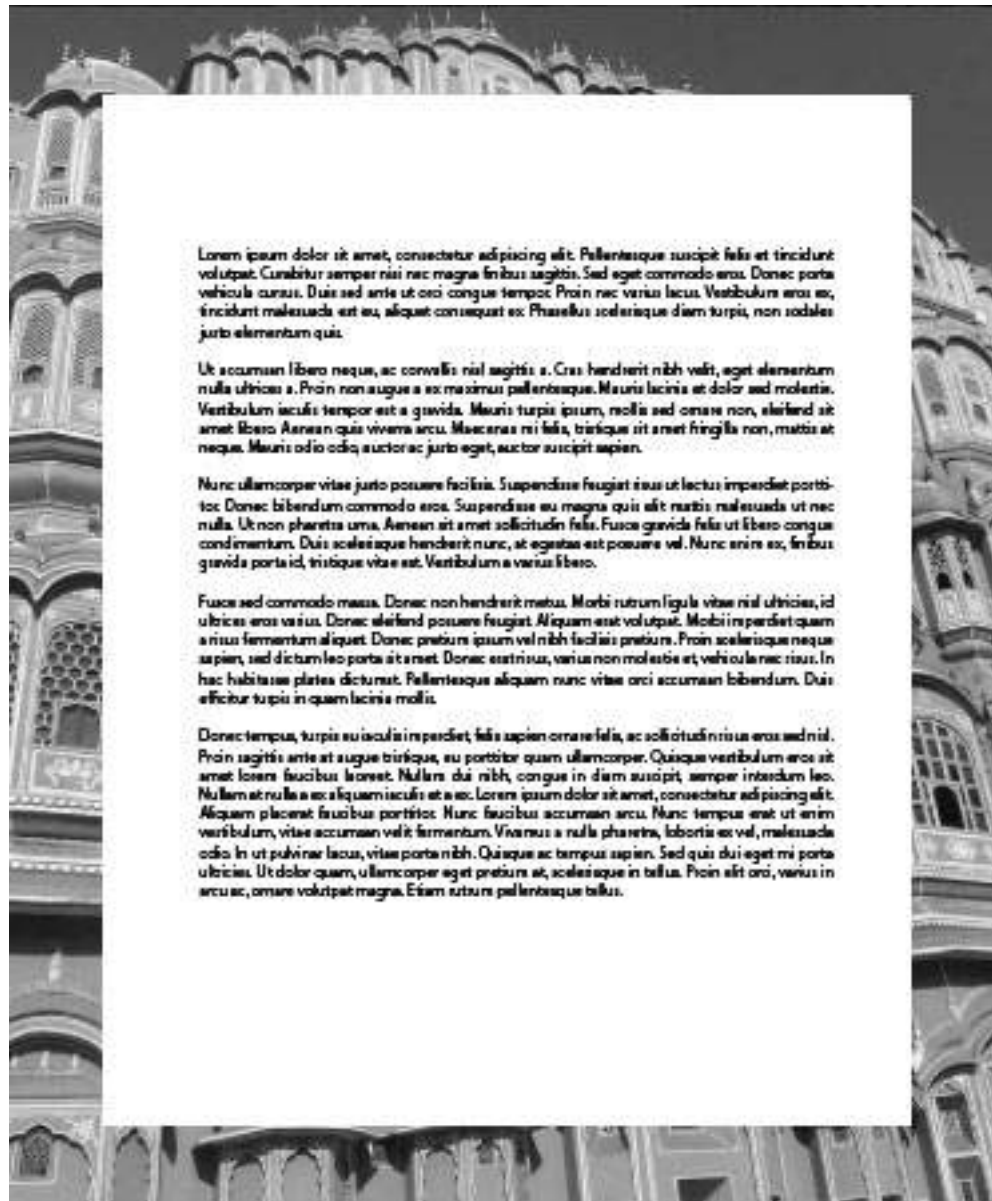 Lorem ipsum dolor sit amet, consectetur adipiscing elit. Pellentesque suscipit felis et tincidunt
volutpat. Curabitur semper nisi nec magna finibus sagittis. Sed eget commodo eros. Donec porta
vehicula cursus. Duis sed ante ut orci congue tempor. Proin nec varius lacus. Vestibulum eros ex,
tincidunt malesuada est eu, aliquet consequat ex. Phasellus scelerisque diam turpis, non sodales
justo elementum quis.
Ut accumsan libero neque, ac convallis nisl sagittis a. Cras hendrerit nibh velit, eget elementum
nulla ultrices a. Proin non augue a ex maximus pellentesque. Mauris lacinia et dolor sed molestie.
Vestibulum iaculis tempor est a gravida. Mauris turpis ipsum, mollis sed ornare non, eleifend sit
amet libero. Aenean quis viverra arcu. Maecenas mi felis, tristique sit amet fringilla non, mattis at
neque. Mauris odio odio, auctor ac justo eget, auctor suscipit sapien.
Nunc ullamcorper vitae justo posuere facilisis. Suspendisse feugiat risus ut lectus imperdiet portti-
tor. Donec bibendum commodo eros. Suspendisse eu magna quis elit mattis malesuada ut nec
nulla. Ut non pharetra urna. Aenean sit amet sollicitudin felis. Fusce gravida felis ut libero congue
condimentum. Duis scelerisque hendrerit nunc, at egestas est posuere vel. Nunc enim ex, finibus
gravida porta id, tristique vitae est. Vestibulum a varius libero.
Fusce sed commodo massa. Donec non hendrerit metus. Morbi rutrum ligula vitae nisl ultricies, id
ultrices eros varius. Donec eleifend posuere feugiat. Aliquam erat volutpat. Morbi imperdiet quam
a risus fermentum aliquet. Donec pretium ipsum vel nibh facilisis pretium. Proin scelerisque neque
sapien, sed dictum leo porta sit amet. Donec erat risus, varius non molestie et, vehicula nec risus. In
hac habitasse platea dictumst. Pellentesque aliquam nunc vitae orci accumsan bibendum. Duis
efficitur turpis in quam lacinia mollis.
Donec tempus, turpis eu iaculis imperdiet, felis sapien ornare felis, ac sollicitudin risus eros sed nisl.
Proin sagittis ante at augue tristique, eu porttitor quam ullamcorper. Quisque vestibulum eros sit
amet lorem faucibus laoreet. Nullam dui nibh, congue in diam suscipit, semper interdum leo.
Nullam at nulla a ex aliquam iaculis et a ex. Lorem ipsum dolor sit amet, consectetur adipiscing elit.
Aliquam placerat faucibus porttitor. Nunc faucibus accumsan arcu. Nunc tempus erat ut enim
vestibulum, vitae accumsan velit fermentum. Vivamus a nulla pharetra, lobortis ex vel, malesuada
odio. In ut pulvinar lacus, vitae porta nibh. Quisque ac tempus sapien. Sed quis dui eget mi porta
ultricies. Ut dolor quam, ullamcorper eget pretium at, scelerisque in tellus. Proin elit orci, varius in
arcu ac, ornare volutpat magna. Etiam rutrum pellentesque tellus.